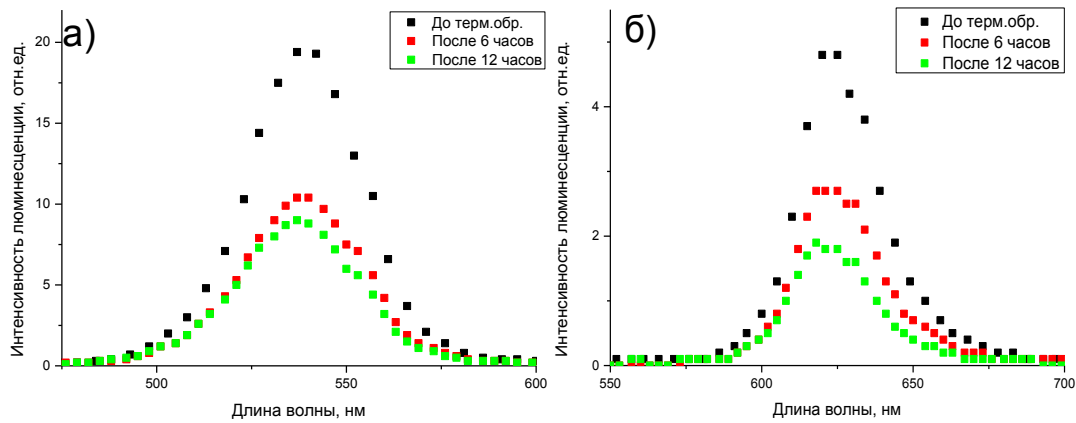 а)
До терм.обр.
После 6 часов
После 12 часов
20
15
10
5
0
500
550
600
Интенсивность люминесценции, отн.ед.
Длина волны, нм
б)
До терм.обр.
После 6 часов
После 12 часов
4
2
0
550
600
650
700
Интенсивность люминесценции, отн.ед.
Длина волны, нм